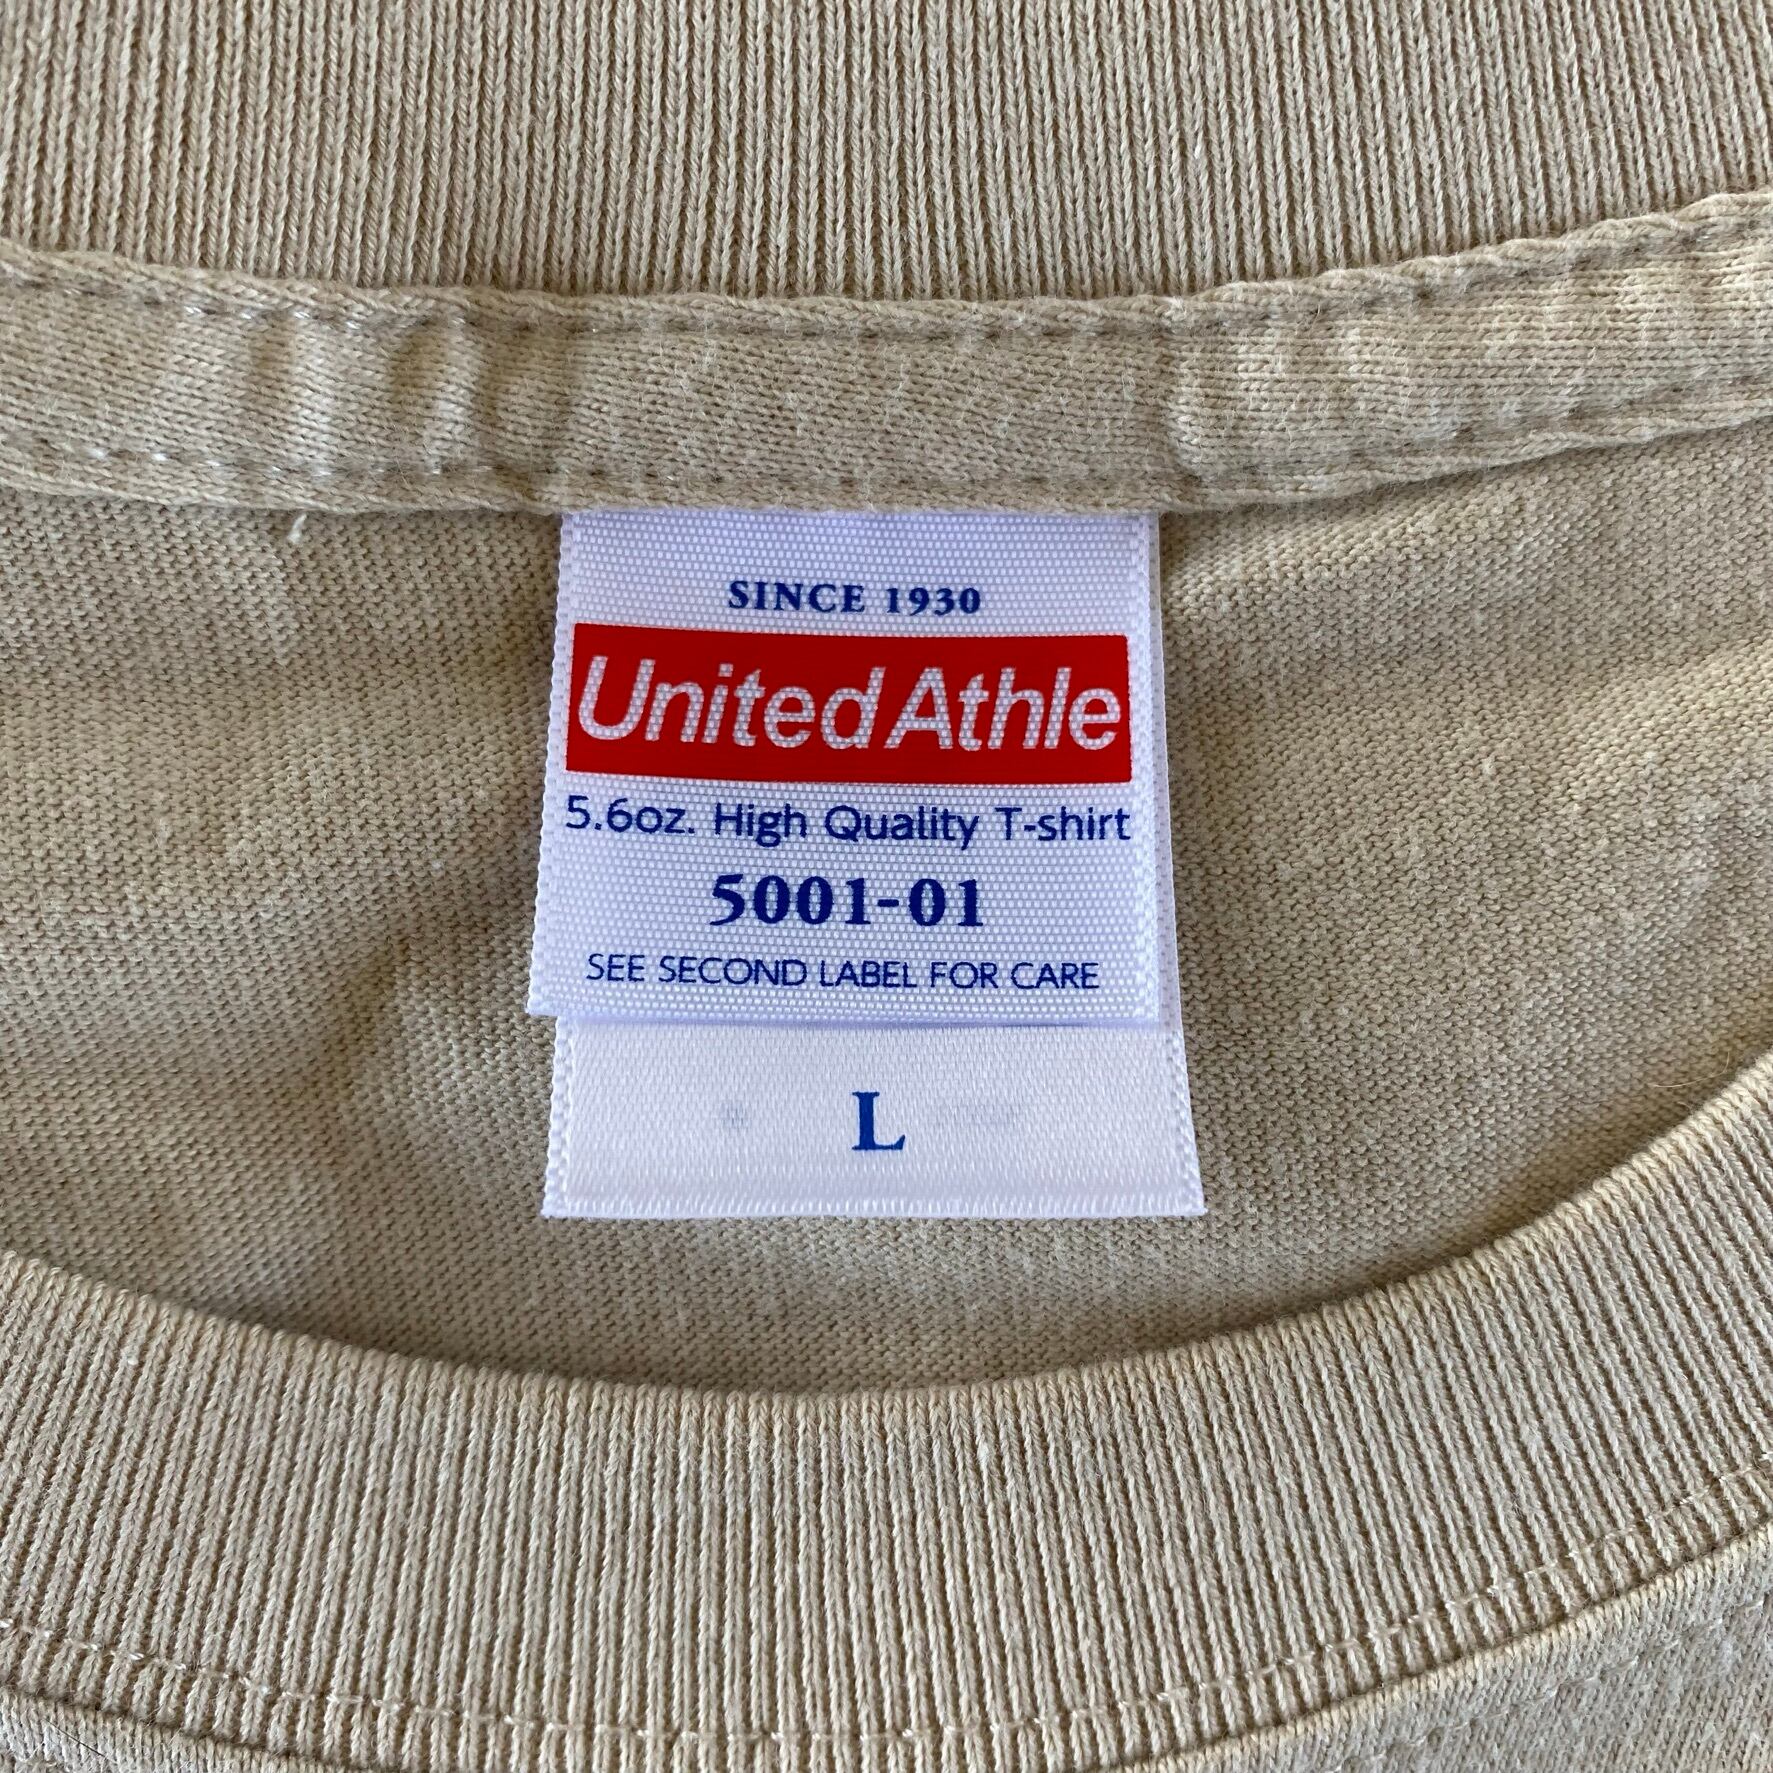 SINCE 1930
United Athle
5.6oz. High Quality T-shirt
5001-01
SEE SECOND LABEL FOR CARE
L